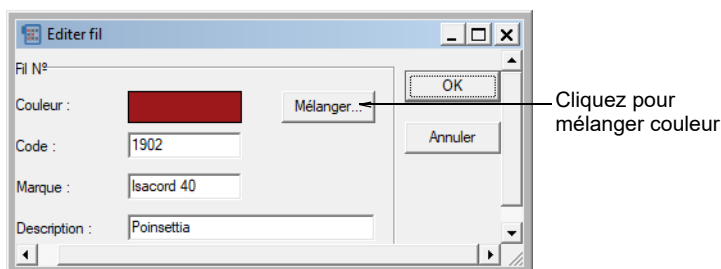 Editer fil
Fil Nº
Couleur :
Mélanger...
OK
Cliquez pour
mélanger couleur
Code :
1902
Annuler
Marque :
Isacord 40
Description :
Poinsettia